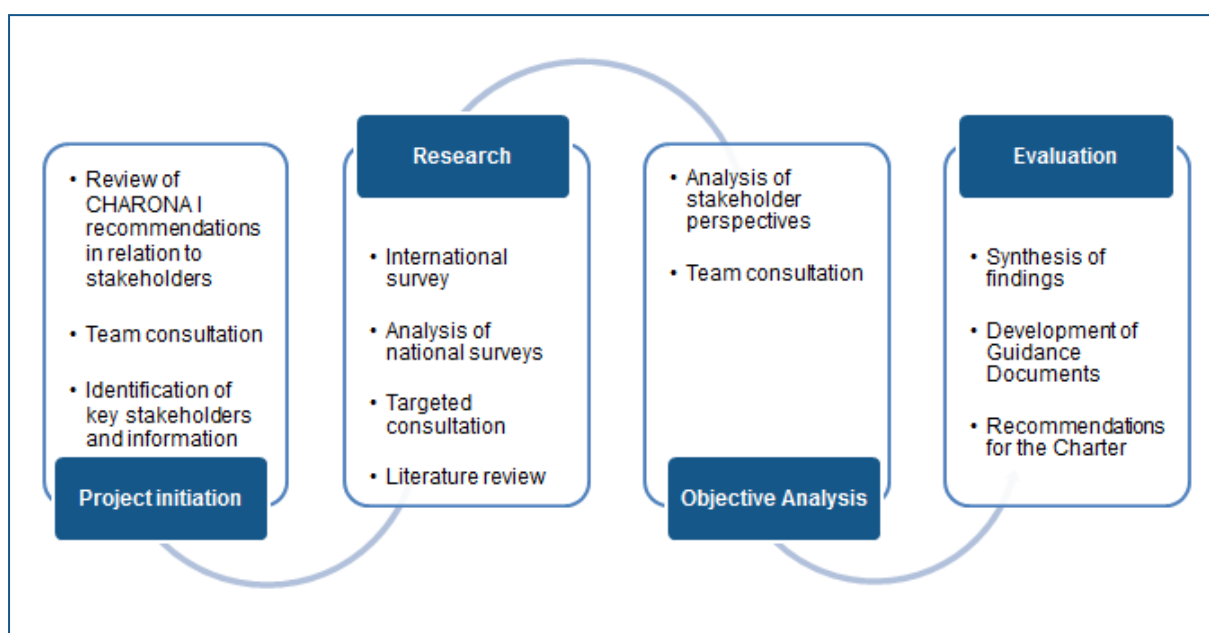 • Review of
CHARONA I
recommendations
in relation to
stakeholders
• Team consultation
• Identification of
key stakeholders
and information
Project initiation
Research
• International
survey
• Analysis of
national surveys
• Targeted
consultation
• Literature review
• Analysis of
stakeholder
perspectives
• Team consultation
Objective Analysis
Evaluation
• Synthesis of
findings
• Development of
Guidance
Documents
• Recommendations
for the Charter